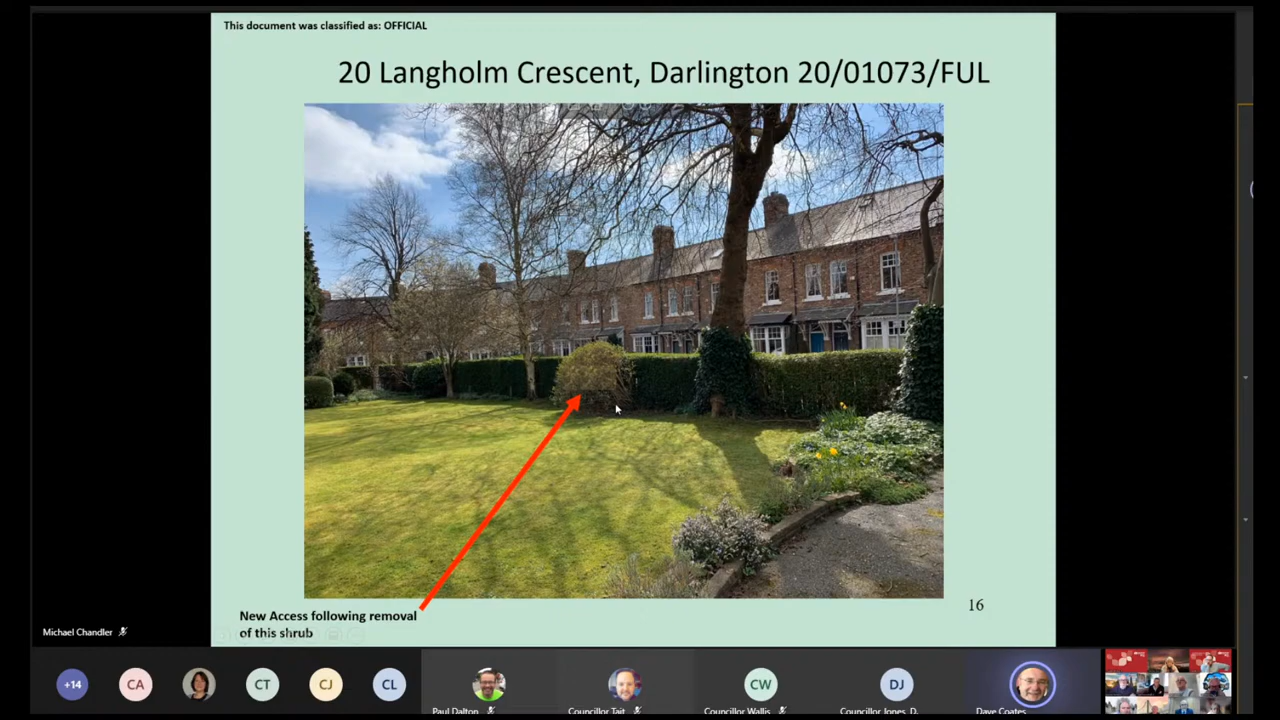 This document was classified as: OFFICIAL
20 Langholm Crescent, Darlington 20/01073/FUL
New Access following removal
of this shrub
16
Michael Chandler
+14
CA
CT
CJ
CL
CW
DJ
Paul Dalton
Councillor Tait
Councillor Wallis
Councillor Jones, D.
Dave Coates